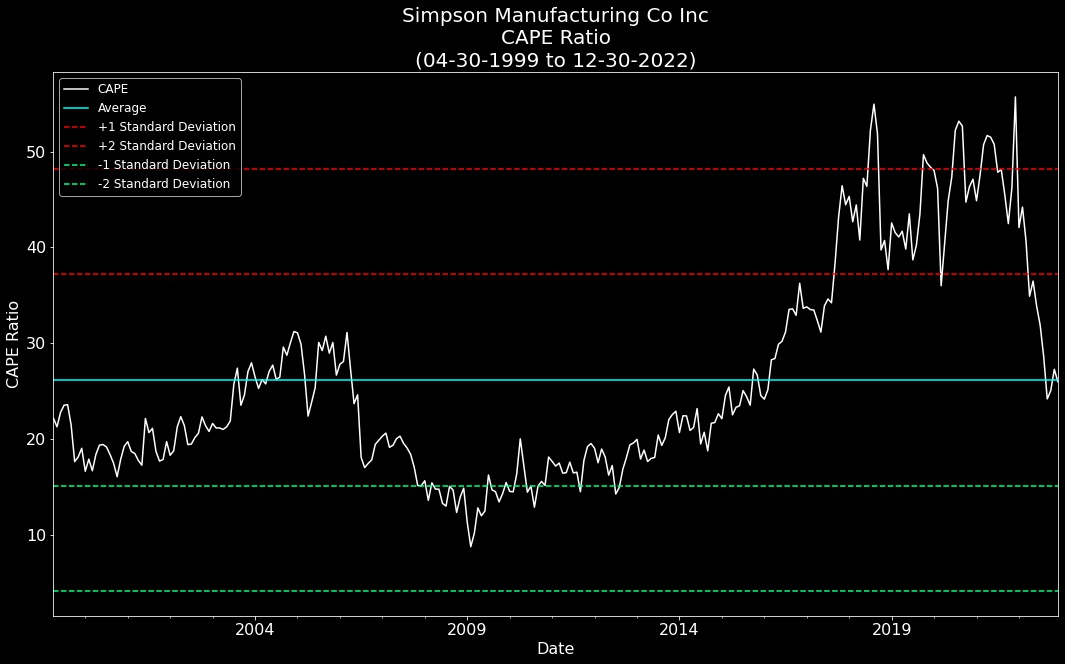 Simpson Manufacturing Co Inc
CAPE Ratio
(04-30-1999 to 12-30-2022)
CAPE
Average
+1 Standard Deviation
+2 Standard Deviation
-1 Standard Deviation
-2 Standard Deviation
CAPE Ratio
50
40
30
20
10
2004
2009
2014
2019
Date